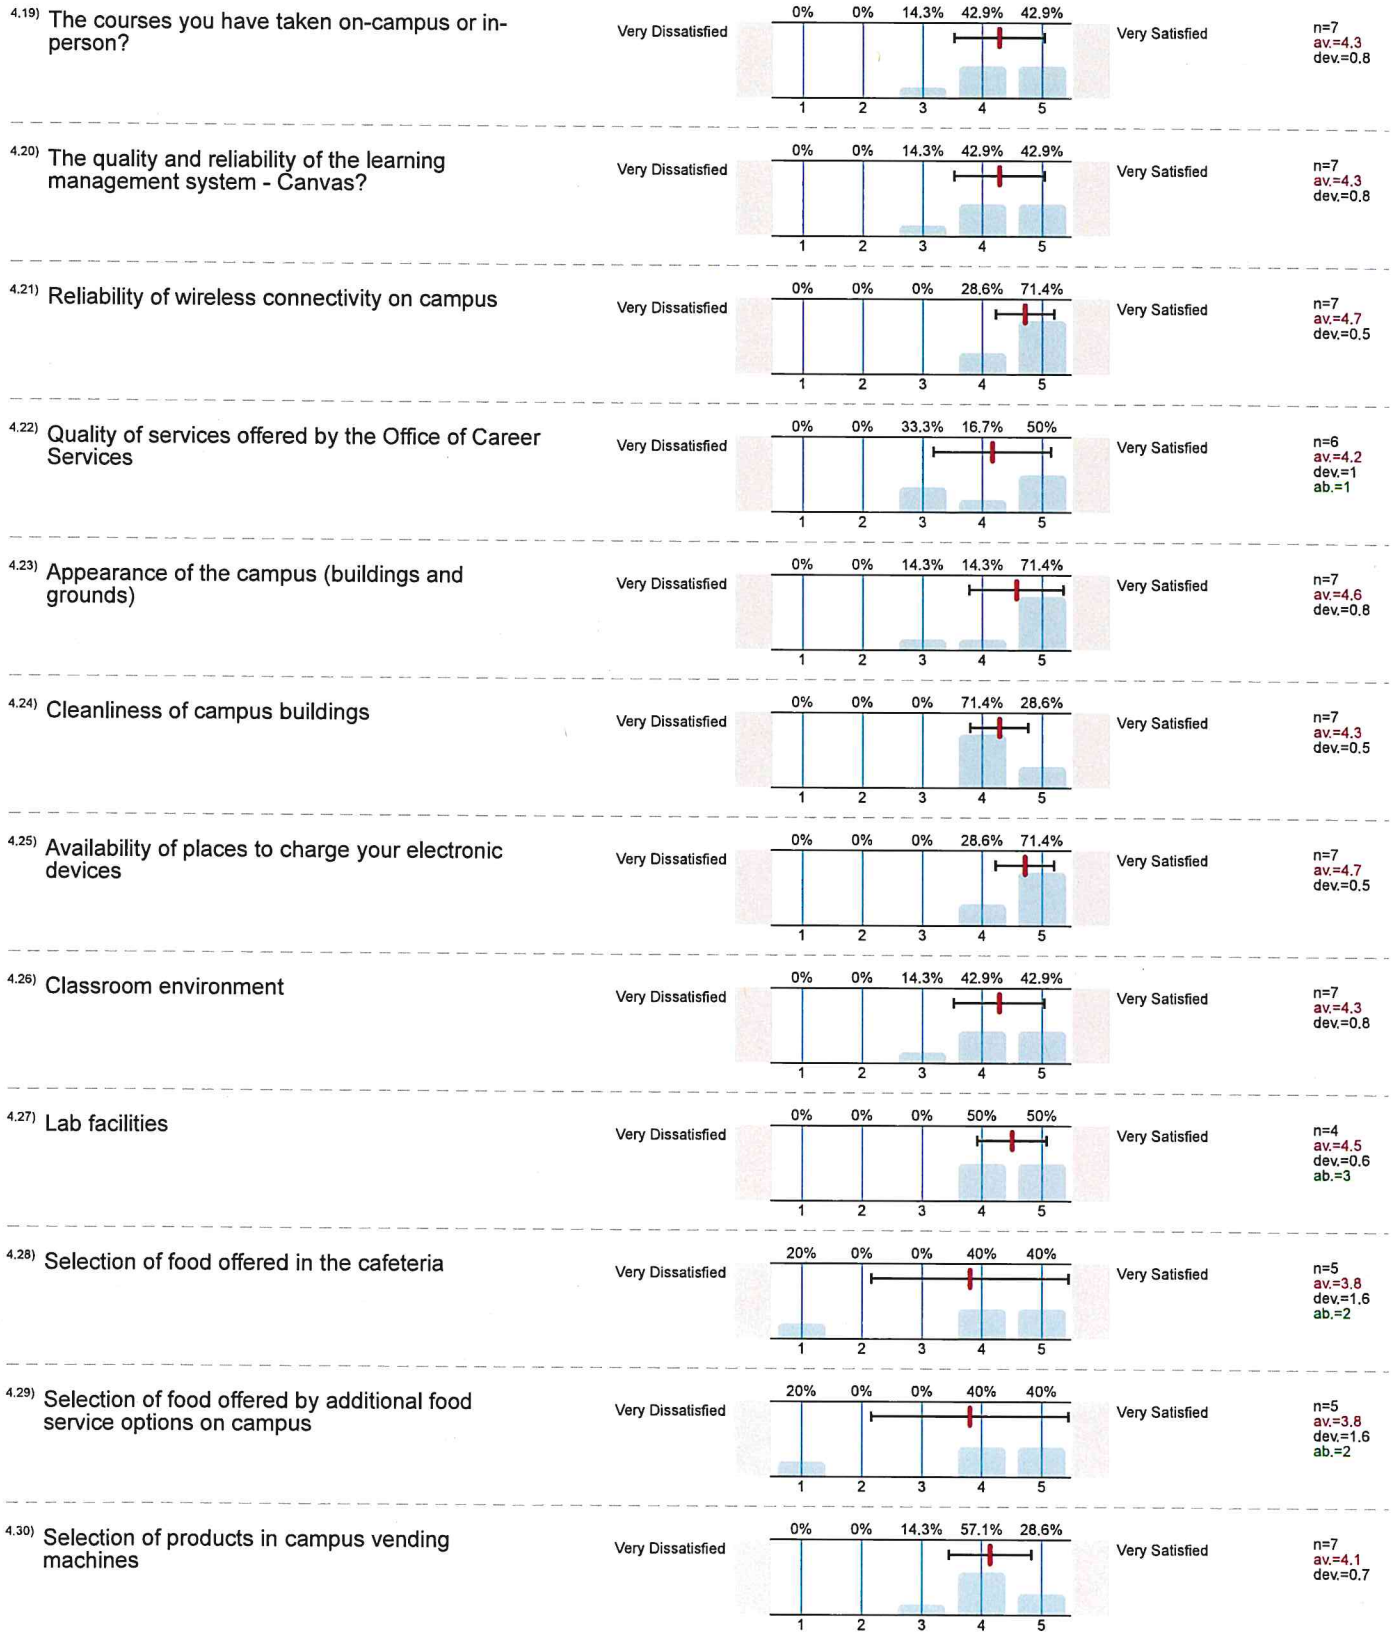 4.19) The courses you have taken on-campus or in-
person?
Very Dissatisfied
0% 0% 14.3% 42.9% 42.9%
1 2 3 4 5
Very Satisfied
n=7
av.=4.3
dev.=0.8
4.20) The quality and reliability of the learning
management system - Canvas?
Very Dissatisfied
0% 0% 14.3% 42.9% 42.9%
1 2 3 4 5
Very Satisfied
n=7
av.=4.3
dev.=0.8
4.21) Reliability of wireless connectivity on campus
Very Dissatisfied
0% 0% 0% 28.6% 71.4%
1 2 3 4 5
Very Satisfied
n=7
av.=4.7
dev.=0.5
4.22) Quality of services offered by the Office of Career
Services
Very Dissatisfied
0% 0% 33.3% 16.7% 50%
1 2 3 4 5
Very Satisfied
n=6
av.=4.2
dev.=1
ab.=1
4.23) Appearance of the campus (buildings and
grounds)
Very Dissatisfied
0% 0% 14.3% 14.3% 71.4%
1 2 3 4 5
Very Satisfied
n=7
av.=4.6
dev.=0.8
4.24) Cleanliness of campus buildings
Very Dissatisfied
0% 0% 0% 71.4% 28.6%
1 2 3 4 5
Very Satisfied
n=7
av.=4.3
dev.=0.5
4.25) Availability of places to charge your electronic
devices
Very Dissatisfied
0% 0% 0% 28.6% 71.4%
1 2 3 4 5
Very Satisfied
n=7
av.=4.7
dev.=0.5
4.26) Classroom environment
Very Dissatisfied
0% 0% 14.3% 42.9% 42.9%
1 2 3 4 5
Very Satisfied
n=7
av.=4.3
dev.=0.8
4.27) Lab facilities
Very Dissatisfied
0% 0% 0% 50% 50%
1 2 3 4 5
Very Satisfied
n=4
av.=4.5
dev.=0.6
ab.=3
4.28) Selection of food offered in the cafeteria
Very Dissatisfied
20% 0% 0% 40% 40%
1 2 3 4 5
Very Satisfied
n=5
av.=3.8
dev.=1.6
ab.=2
4.29) Selection of food offered by additional food
service options on campus
Very Dissatisfied
20% 0% 0% 40% 40%
1 2 3 4 5
Very Satisfied
n=5
av.=3.8
dev.=1.6
ab.=2
4.30) Selection of products in campus vending
machines
Very Dissatisfied
0% 0% 14.3% 57.1% 28.6%
1 2 3 4 5
Very Satisfied
n=7
av.=4.1
dev.=0.7